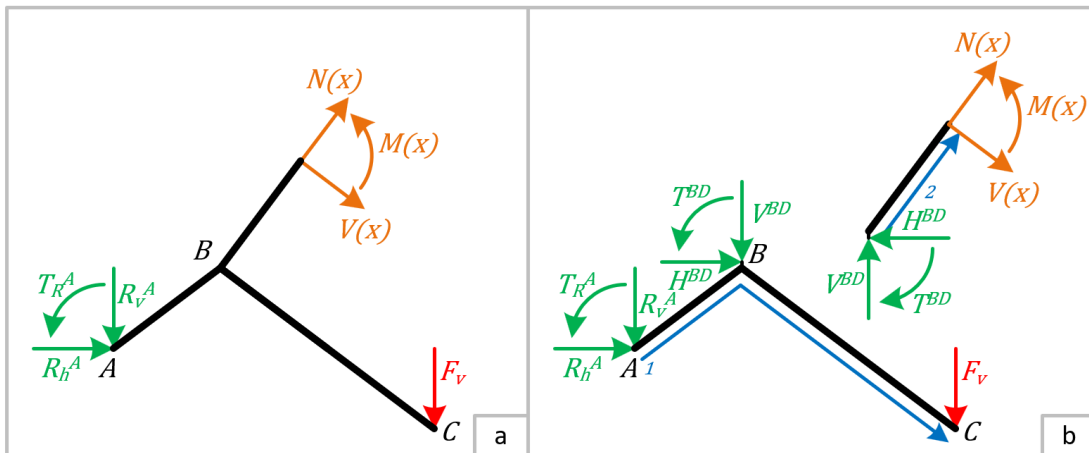 N(x)
M(x)
V(x)
B
T_R^A
R_v^A
R_h^A
A
F_v
C
a
N(x)
M(x)
V(x)
2
T^BD
V^BD
H^BD
B
H^BD
V^BD
T^BD
T_R^A
R_v^A
R_h^A
A
1
F_v
C
b